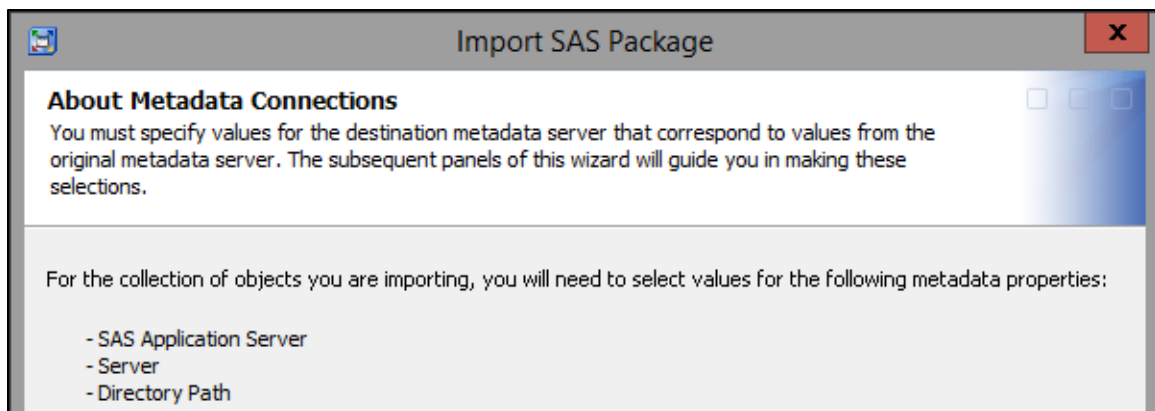 Import SAS Package
x
About Metadata Connections
You must specify values for the destination metadata server that correspond to values from the
original metadata server. The subsequent panels of this wizard will guide you in making these
selections.
For the collection of objects you are importing, you will need to select values for the following metadata properties:
- SAS Application Server
- Server
- Directory Path